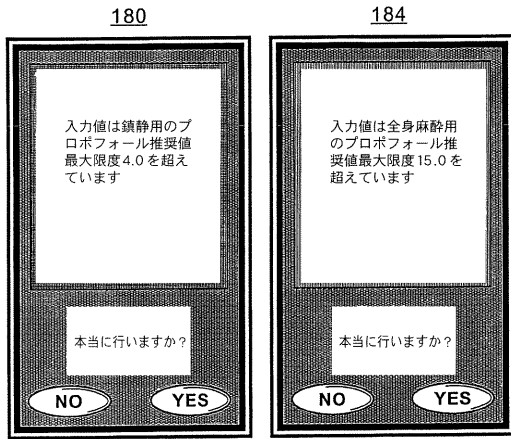 180
入力値は鎮静用のプ
ロポフォール推奨値
最大限度4.0を超え
ています
本当に行いますか？
NO
YES
184
入力値は全身麻酔用
のプロポフォール推
奨値最大限度15.0を
超えています
本当に行いますか？
NO
YES